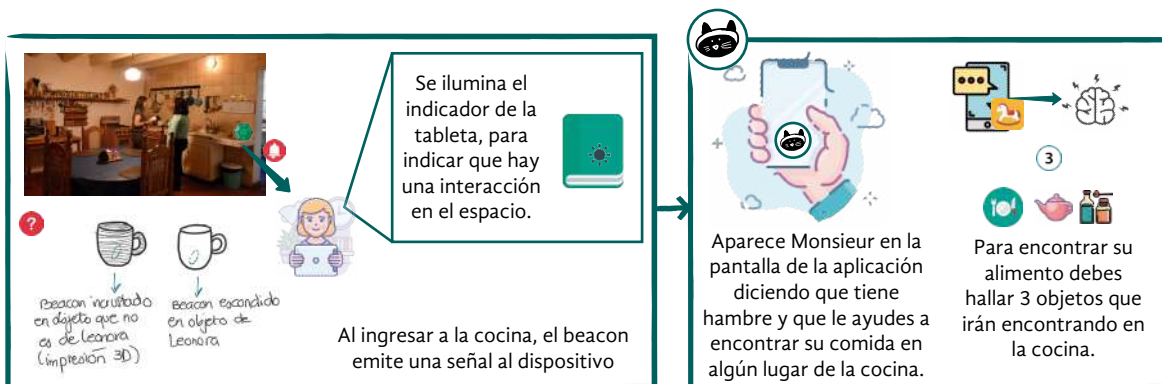 Se ilumina el
indicador de la
tableta, para
indicar que hay
una interacción
en el espacio.
?
Beacon incrustado
en objeto que no
es de Leonora
(impresión 3D)
Beacon escondido
en objeto de
Leonora
Al ingresar a la cocina, el beacon
emite una señal al dispositivo
Aparece Monsieur en la
pantalla de la aplicación
diciendo que tiene
hambre y que le ayudes a
encontrar su comida en
algún lugar de la cocina.
3
Para encontrar su
alimento debes
hallar 3 objetos que
irán encontrando en
la cocina.